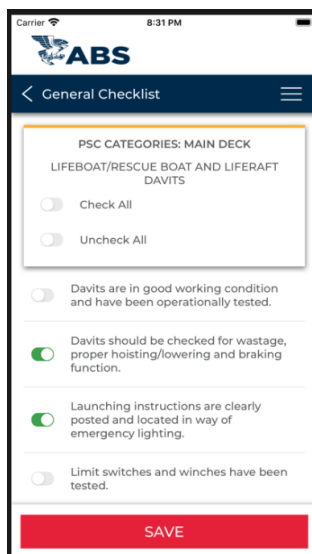 Carrier 8:31 PM
ABS
General Checklist
PSC CATEGORIES: MAIN DECK
LIFEBOAT/RESCUE BOAT AND LIFERAFT
DAVITS
Check All
Uncheck All
Davits are in good working condition
and have been operationally tested.
Davits should be checked for wastage,
proper hoisting/lowering and braking
function.
Launching instructions are clearly
posted and located in way of
emergency lighting.
Limit switches and winches have been
tested.
SAVE